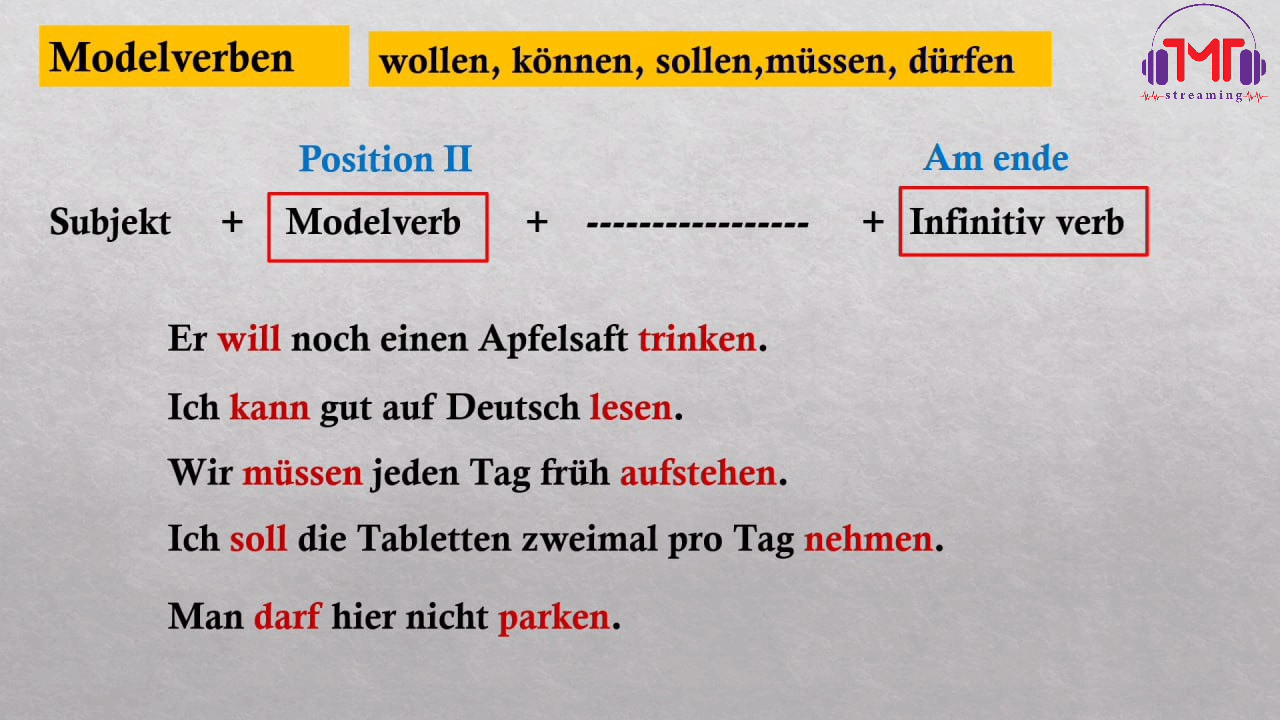 Modelverben
wollen, können, sollen,müssen, dürfen
TMT
streaming
Position II
Am ende
Subjekt + Modelverb + ----------------- + Infinitiv verb
Er will noch einen Apfelsaft trinken.
Ich kann gut auf Deutsch lesen.
Wir müssen jeden Tag früh aufstehen.
Ich soll die Tabletten zweimal pro Tag nehmen.
Man darf hier nicht parken.